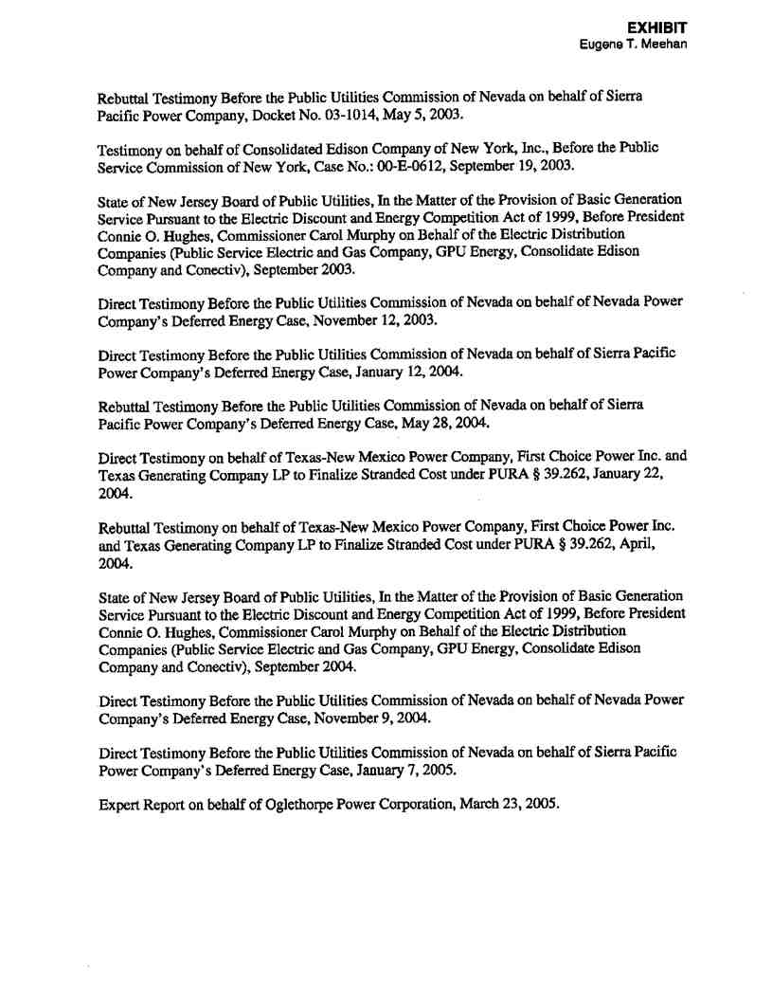 EXHIBIT
Eugene T. Meehan
Rebuttal Testimony Before the Public Utilities Commission of Nevada on behalf of Sierra
Pacific Power Company, Docket No. 03-1014, May 5, 2003.
Testimony on behalf of Consolidated Edison Company of New York, Inc., Before the Public
Service Commission of New York, Case No.: 00-E-0612, September 19, 2003.
State of New Jersey Board of Public Utilities, In the Matter of the Provision of Basic Generation
Service Pursuant to the Electric Discount and Energy Competition Act of 1999, Before President
Connie O. Hughes, Commissioner Carol Murphy on Behalf of the Electric Distribution
Companies (Public Service Electric and Gas Company, GPU Energy, Consolidate Edison
Company and Conectiv), September 2003.
Direct Testimony Before the Public Utilities Commission of Nevada on behalf of Nevada Power
Company's Deferred Energy Case, November 12, 2003.
Direct Testimony Before the Public Utilities Commission of Nevada on behalf of Sierra Pacific
Power Company's Deferred Energy Case, January 12, 2004.
Rebuttal Testimony Before the Public Utilities Commission of Nevada on behalf of Sierra
Pacific Power Company's Deferred Energy Case, May 28, 2004.
Direct Testimony on behalf of Texas-New Mexico Power Company, First Choice Power Inc. and
Texas Generating Company LP to Finalize Stranded Cost under PURA § 39.262, January 22,
2004.
Rebuttal Testimony on behalf of Texas-New Mexico Power Company, First Choice Power Inc.
and Texas Generating Company LP to Finalize Stranded Cost under PURA § 39.262, April,
2004.
State of New Jersey Board of Public Utilities, In the Matter of the Provision of Basic Generation
Service Pursuant to the Electric Discount and Energy Competition Act of 1999, Before President
Connie O. Hughes, Commissioner Carol Murphy on Behalf of the Electric Distribution
Companies (Public Service Electric and Gas Company, GPU Energy, Consolidate Edison
Company and Conectiv), September 2004.
Direct Testimony Before the Public Utilities Commission of Nevada on behalf of Nevada Power
Company's Deferred Energy Case, November 9, 2004.
Direct Testimony Before the Public Utilities Commission of Nevada on behalf of Sierra Pacific
Power Company's Deferred Energy Case, January 7, 2005.
Expert Report on behalf of Oglethorpe Power Corporation, March 23, 2005.